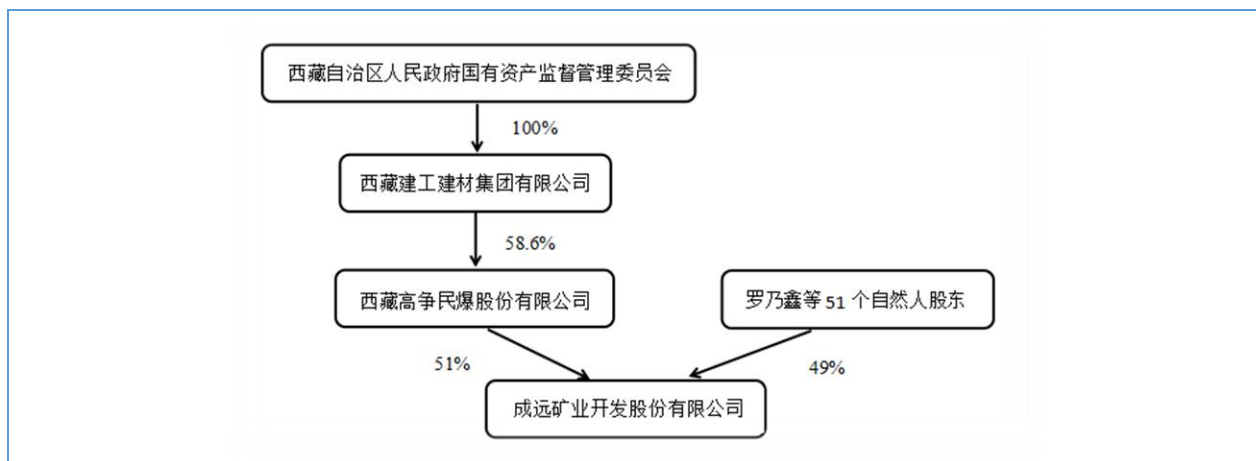 西藏自治区人民政府国有资产监督管理委员会
100%
西藏建工建材集团有限公司
58.6%
西藏高争民爆股份有限公司
罗乃鑫等 51 个自然人股东
51%
49%
成远矿业开发股份有限公司